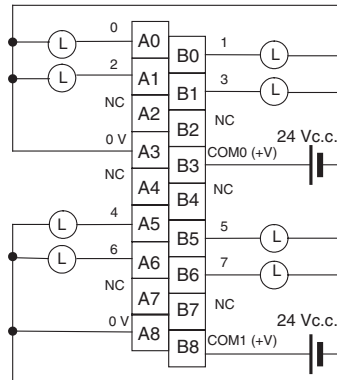 0 L A0 B0 1 L
2 L A1 B1 3 L
NC A2 B2 NC
0 V A3 B3 COM0 (+V) 24 Vc.c.
NC A4 B4 NC
4 L A5 B5 5 L
6 L A6 B6 7 L
NC A7 B7 NC
0 V A8 B8 COM1 (+V) 24 Vc.c.